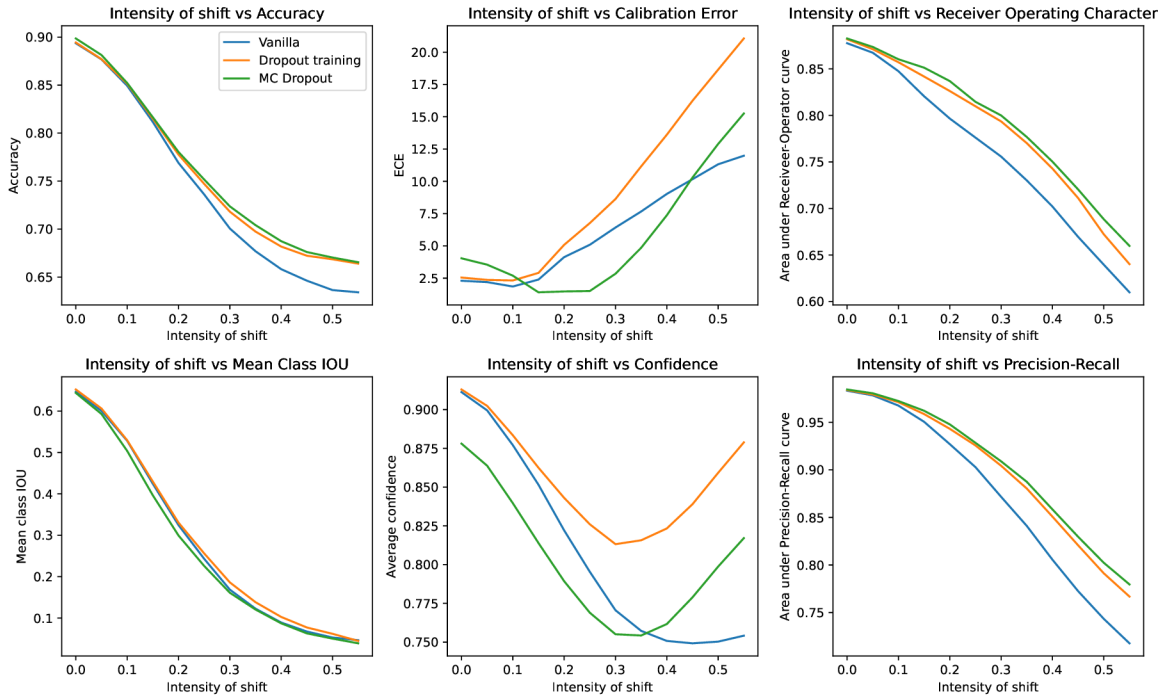 Intensity of shift vs Accuracy
Accuracy
0.90
0.85
0.80
0.75
0.70
0.65
Vanilla
Dropout training
MC Dropout
0.0 0.1 0.2 0.3 0.4 0.5
Intensity of shift
Intensity of shift vs Calibration Error
ECE
20.0
17.5
15.0
12.5
10.0
7.5
5.0
2.5
0.0 0.1 0.2 0.3 0.4 0.5
Intensity of shift
Intensity of shift vs Receiver Operating Character
Area under Receiveer-Operator curve
0.85
0.80
0.75
0.70
0.65
0.60
0.0 0.1 0.2 0.3 0.4 0.5
Intensity of shift
Intensity of shift vs Mean Class IOU
Mean class IOU
0.6
0.5
0.4
0.3
0.2
0.1
0.0 0.1 0.2 0.3 0.4 0.5
Intensity of shift
Intensity of shift vs Confidence
Average confidence
0.900
0.875
0.850
0.825
0.800
0.775
0.750
0.0 0.1 0.2 0.3 0.4 0.5
Intensity of shift
Intensity of shift vs Precision-Recall
Area under Precision-Recall curve
0.95
0.90
0.85
0.80
0.75
0.0 0.1 0.2 0.3 0.4 0.5
Intensity of shift